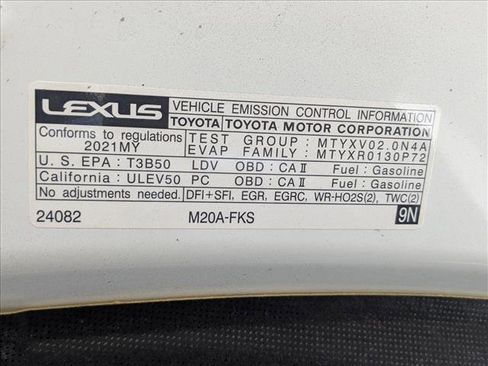 LEXUS VEHICLE EMISSION CONTROL INFORMATION
TOYOTA TOYOTA MOTOR CORPORATION
Conforms to regulations
2021MY
TEST GROUP : MTYXV02.0N4A
EVAP FAMILY : MTYXR0130P72
U. S. EPA : T3B50 LDV OBD : CA II Fuel : Gasoline
California : ULEV50 PC OBD : CA II Fuel : Gasoline
No adjustments needed. DFI+SFI, EGR, EGRC, WR-HO2S(2), TWC(2)
24082 M20A-FKS 9N